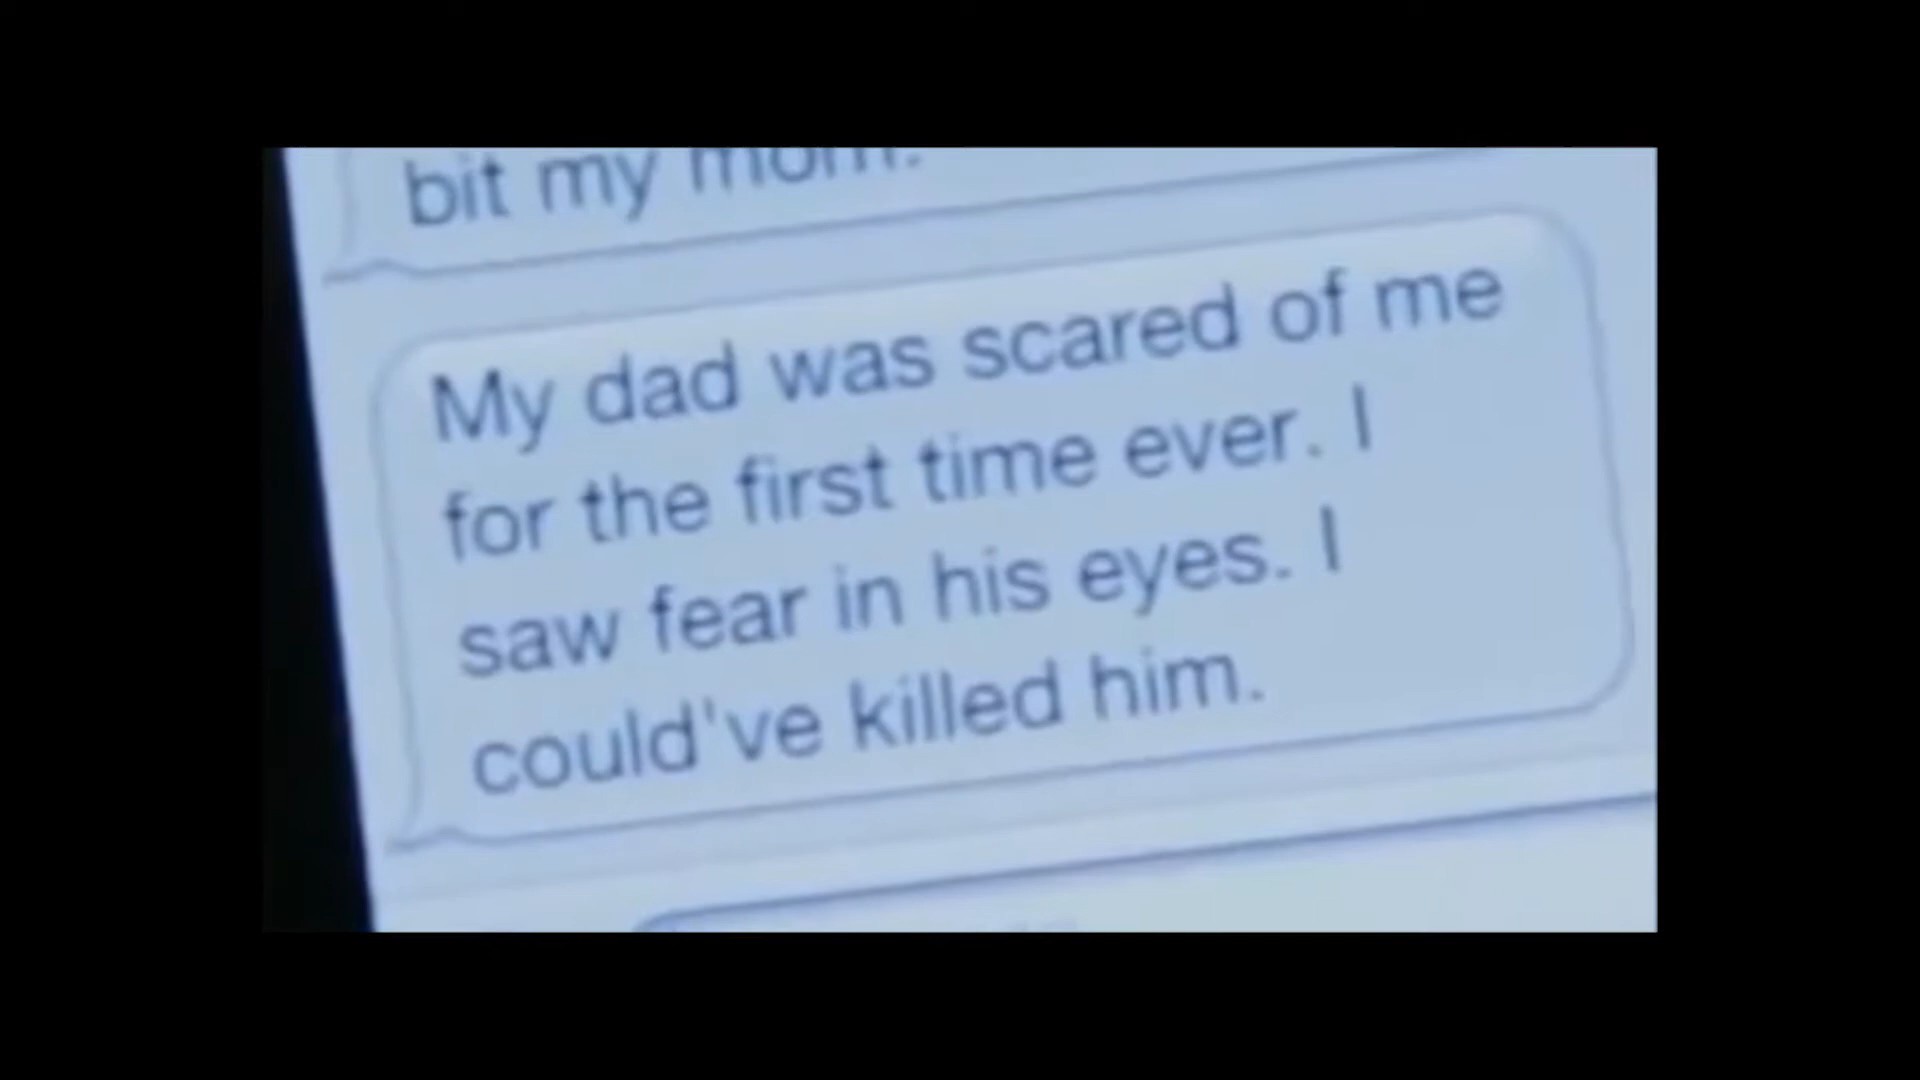 bit my mom.
My dad was scared of me
for the first time ever. I
saw fear in his eyes. I
could've killed him.